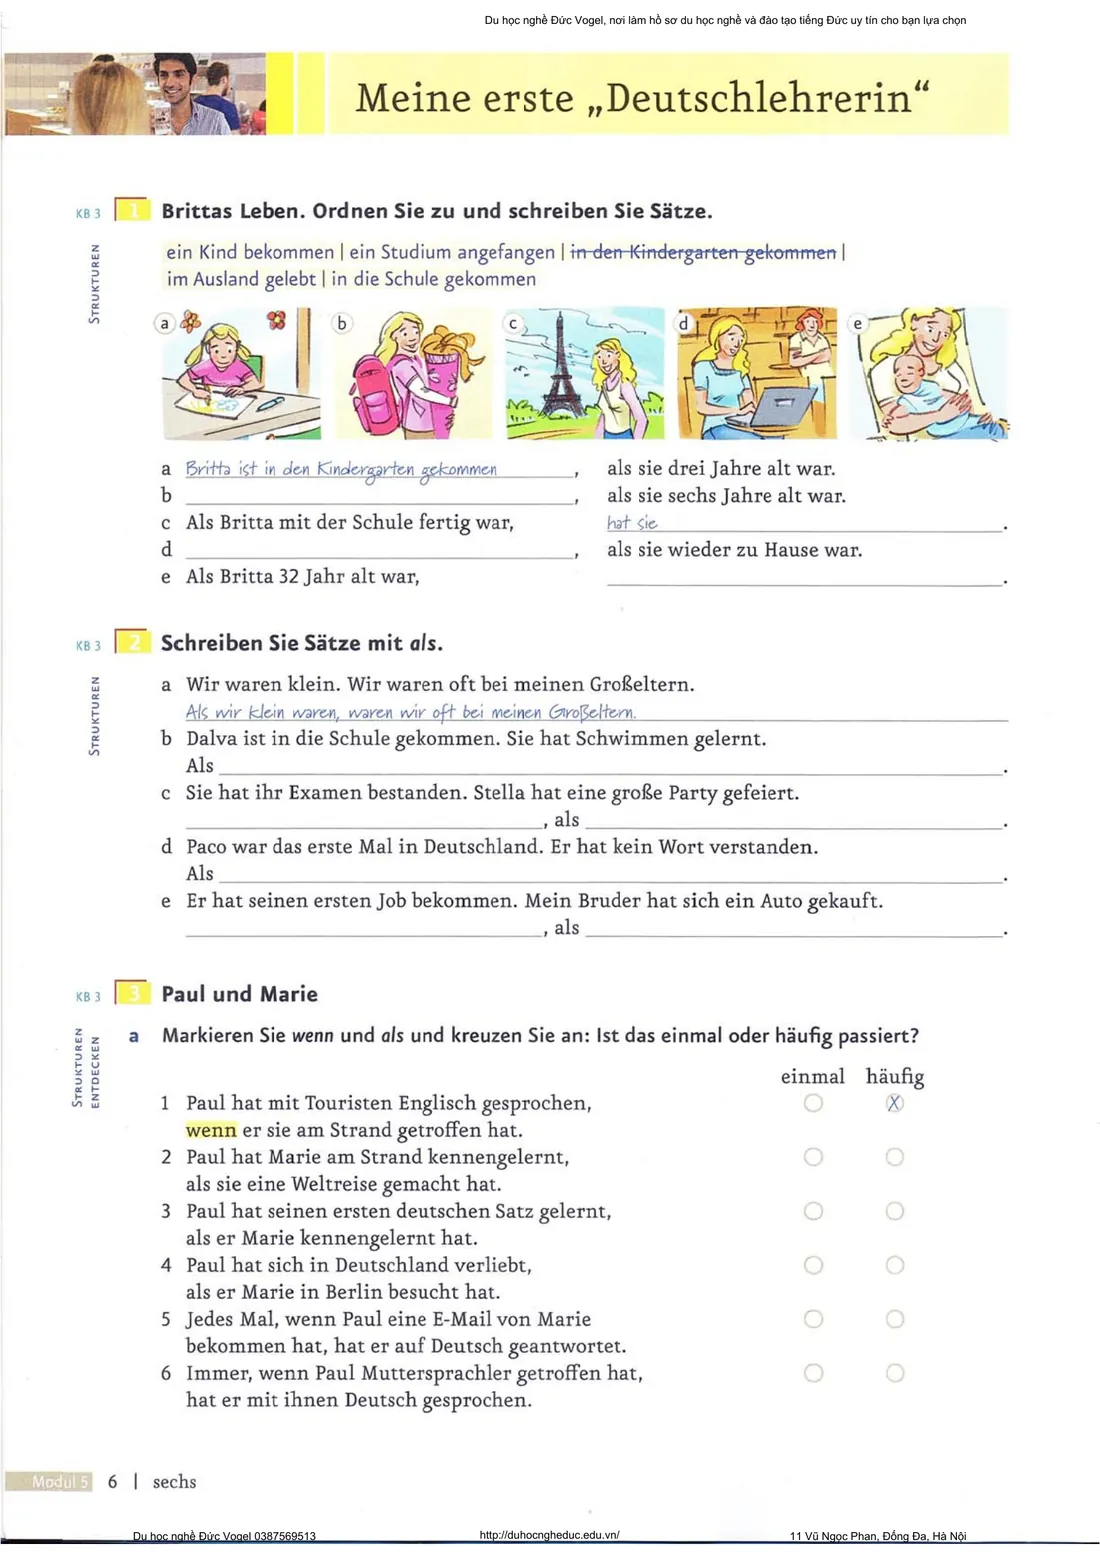 Du học nghề Đức Vogel, nơi làm hồ sơ du học nghề và đào tạo tiếng Đức uy tín cho bạn lựa chọn
Meine erste „Deutschlehrerin“
KB 3 1 Brittas Leben. Ordnen Sie zu und schreiben Sie Sätze.
STRUKTUREN
ein Kind bekommen | ein Studium angefangen | in den Kindergarten gekommen |
im Ausland gelebt | in die Schule gekommen
a b c d e
a Britta ist in den Kindergarten gekommen, als sie drei Jahre alt war.
b , als sie sechs Jahre alt war.
c Als Britta mit der Schule fertig war, hat sie .
d , als sie wieder zu Hause war.
e Als Britta 32 Jahr alt war, .
KB 3 2 Schreiben Sie Sätze mit als.
STRUKTUREN
a Wir waren klein. Wir waren oft bei meinen Großeltern.
Als wir klein waren, waren wir oft bei meinen Großeltern.
b Dalva ist in die Schule gekommen. Sie hat Schwimmen gelernt.
Als .
c Sie hat ihr Examen bestanden. Stella hat eine große Party gefeiert.
, als .
d Paco war das erste Mal in Deutschland. Er hat kein Wort verstanden.
Als .
e Er hat seinen ersten Job bekommen. Mein Bruder hat sich ein Auto gekauft.
, als .
KB 3 3 Paul und Marie
STRUKTUREN
ENTDECKEN
a Markieren Sie wenn und als und kreuzen Sie an: Ist das einmal oder häufig passiert?
einmal häufig
1 Paul hat mit Touristen Englisch gesprochen, X
wenn er sie am Strand getroffen hat.
2 Paul hat Marie am Strand kennengelernt,
als sie eine Weltreise gemacht hat.
3 Paul hat seinen ersten deutschen Satz gelernt,
als er Marie kennengelernt hat.
4 Paul hat sich in Deutschland verliebt,
als er Marie in Berlin besucht hat.
5 Jedes Mal, wenn Paul eine E-Mail von Marie
bekommen hat, hat er auf Deutsch geantwortet.
6 Immer, wenn Paul Muttersprachler getroffen hat,
hat er mit ihnen Deutsch gesprochen.
Modul 5 6 | sechs
Du học nghề Đức Vogel 0387569513 http://duhocngheduc.edu.vn/ 11 Vũ Ngọc Phan, Đống Đa, Hà Nội